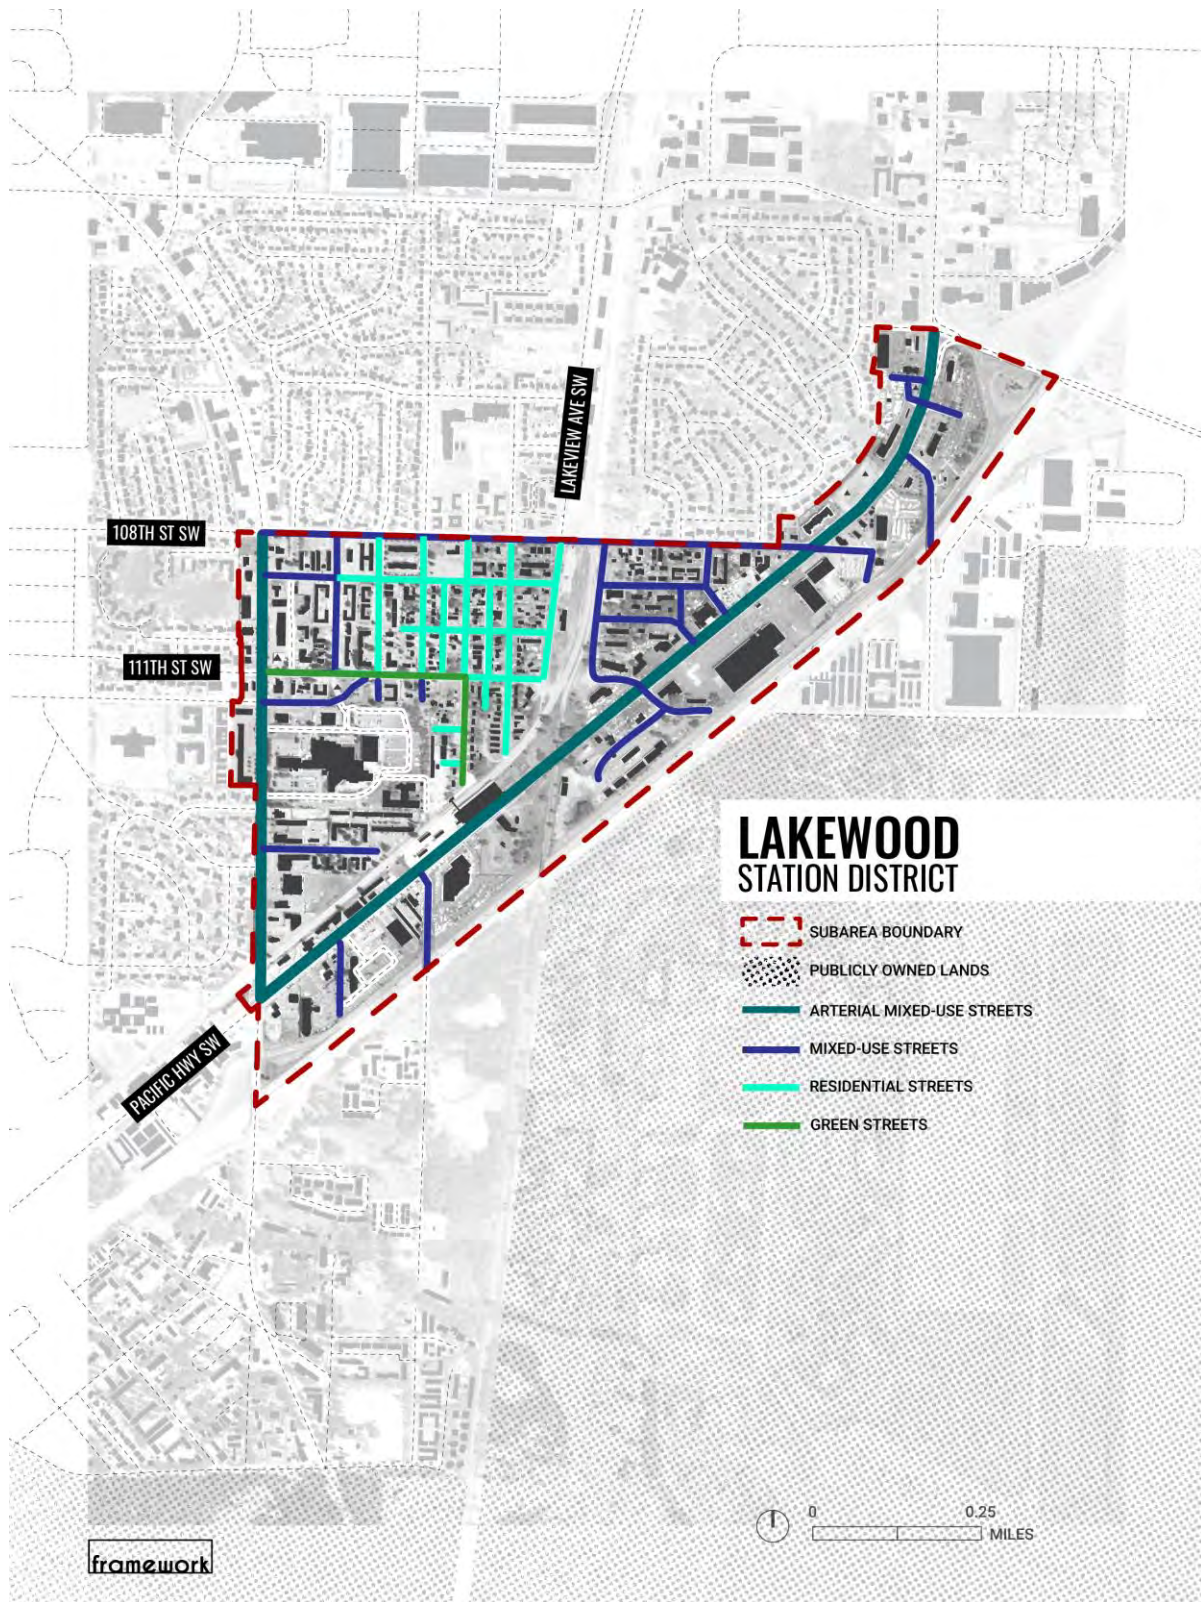 LAKEVIEW AVE SW
108TH ST SW
111TH ST SW
PACIFIC HWY SW
LAKEWOOD
STATION DISTRICT
SUBAREA BOUNDARY
PUBLICLY OWNED LANDS
ARTERIAL MIXED-USE STREETS
MIXED-USE STREETS
RESIDENTIAL STREETS
GREEN STREETS
0 0.25
MILES
framework